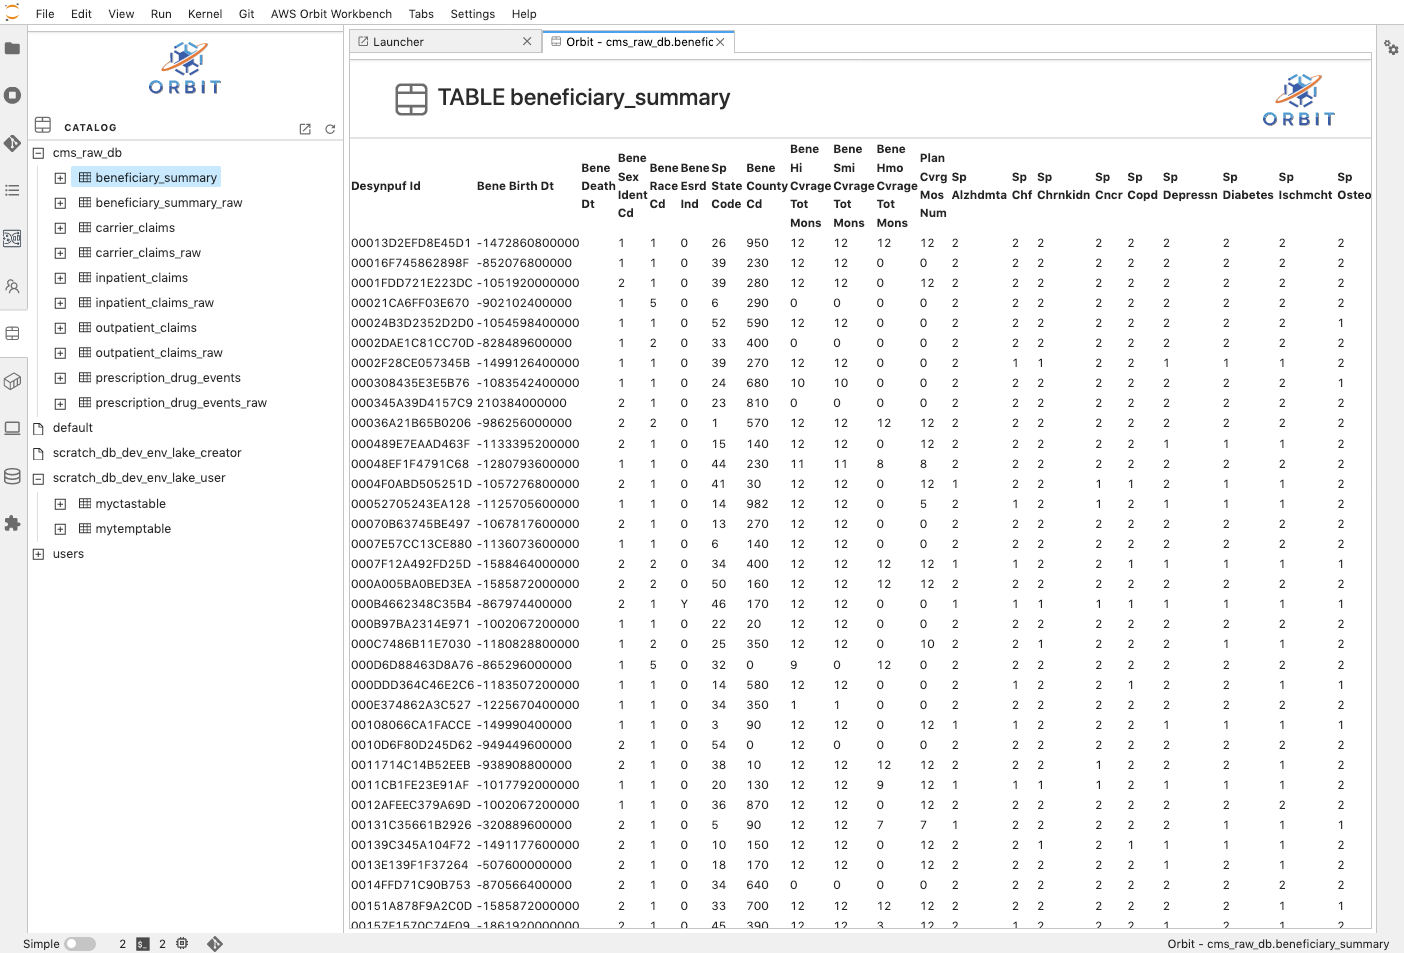 File Edit View Run Kernel Git AWS Orbit Workbench Tabs Settings Help
ORBIT
CATALOG
cms_raw_db
beneficiary_summary
beneficiary_summary_raw
carrier_claims
carrier_claims_raw
inpatient_claims
inpatient_claims_raw
outpatient_claims
outpatient_claims_raw
prescription_drug_events
prescription_drug_events_raw
default
scratch_db_dev_env_lake_creator
scratch_db_dev_env_lake_user
myctastable
mytemptable
users
Launcher
Orbit - cms_raw_db.benefic
TABLE beneficiary_summary
ORBIT
Desynpuf Id Bene Birth Dt Bene Death Dt Bene Sex Ident Cd Bene Race Cd Bene Esrd Ind Sp State Code Bene County Cd Bene Hi Cvrage Tot Mons Bene Smi Cvrage Tot Mons Bene Hmo Cvrage Tot Mons Plan Cvrg Mos Num Sp Alzhdmta Sp Chf Sp Chrnkidn Sp Cncr Sp Copd Sp Depressn Sp Diabetes Sp Ischmcht Sp Osteo
00013D2EFD8E45D1 -1472860800000 1 1 0 26 950 12 12 12 12 2 2 2 2 2 2 2 2 2
00016F745862898F -852076800000 1 1 0 39 230 12 12 0 0 2 2 2 2 2 2 2 2 2
0001FDD721E223DC -1051920000000 2 1 0 39 280 12 12 0 12 2 2 2 2 2 2 2 2 2
00021CA6FF03E670 -902102400000 1 5 0 6 290 0 0 0 0 2 2 2 2 2 2 2 2 2
00024B3D2352D2D0 -1054598400000 1 1 0 52 590 12 12 0 0 2 2 2 2 2 2 2 2 1
0002DAE1C81CC70D -828489600000 1 2 0 33 400 0 0 0 0 2 2 2 2 2 2 2 2 2
0002F28CE057345B -1499126400000 1 1 0 39 270 12 12 0 0 2 1 1 2 2 1 1 1 2
000308435E3E5B76 -1083542400000 1 1 0 24 680 10 10 0 0 2 2 2 2 2 2 2 2 1
000345A39D4157C9 210384000000 2 1 0 23 810 0 0 0 0 2 2 2 2 2 2 2 2 2
00036A21B65B0206 -986256000000 2 2 0 1 570 12 12 12 12 2 2 2 2 2 2 2 2 2
000489E7EAAD463F -1133395200000 2 1 0 15 140 12 12 0 12 2 2 2 2 2 1 1 1 2
00048EF1F4791C68 -1280793600000 1 1 0 44 230 11 11 8 8 2 2 2 2 2 2 2 2 2
0004F0ABD505251D -1057276800000 2 1 0 41 30 12 12 0 12 1 2 2 1 1 2 1 1 2
00052705243EA128 -1125705600000 1 1 0 14 982 12 12 0 5 2 1 2 1 2 1 1 1 2
00070B63745BE497 -1067817600000 2 1 0 13 270 12 12 0 0 2 2 2 2 2 2 2 2 2
0007E57CC13CE880 -1136073600000 1 1 0 6 140 12 12 0 0 2 2 2 2 2 2 2 2 2
0007F12A492FD25D -1588464000000 2 2 0 34 400 12 12 12 12 1 1 2 2 1 1 1 1 1
000A005BA0BED3EA -1585872000000 2 2 0 50 160 12 12 12 12 2 2 2 2 2 2 2 2 2
000B4662348C35B4 -867974400000 2 1 Y 46 170 12 12 0 0 1 1 1 1 1 1 1 1 1
000B97BA2314E971 -1002067200000 1 1 0 22 20 12 12 0 0 2 2 2 2 2 2 2 2 2
000C7486B11E7030 -1180828800000 1 2 0 25 350 12 12 0 10 2 2 1 2 2 2 1 1 2
000D6D88463D8A76 -865296000000 1 5 0 32 0 9 0 12 0 2 2 2 2 2 2 2 2 2
000DDD364C46E2C6 -1183507200000 1 1 0 14 580 12 12 0 0 2 1 2 2 1 2 2 1 1
000E374862A3C527 -1225670400000 1 1 0 34 350 1 1 0 0 2 2 2 2 2 2 2 2 2
00108066CA1FACCE -149990400000 1 1 0 3 90 12 12 0 12 1 1 2 2 2 1 1 1 1
0010D6F80D245D62 -949449600000 2 1 0 54 0 12 0 0 0 2 2 2 2 2 2 2 2 2
0011714C14B52EEB -938908800000 2 1 0 38 10 12 12 12 12 2 2 2 1 2 2 2 1 2
0011CB1FE23E91AF -1017792000000 1 1 0 20 130 12 12 9 12 1 1 1 1 2 1 1 1 2
0012AFEEC379A69D -1002067200000 1 1 0 36 870 12 12 0 12 2 2 2 2 2 2 2 2 2
00131C35661B2926 -320889600000 2 1 0 5 90 12 12 7 7 1 2 2 2 2 2 1 1 1
00139C345A104F72 -1491177600000 2 1 0 10 150 12 12 0 12 2 2 1 2 1 1 1 1 2
0013E139F1F37264 -507600000000 2 1 0 18 170 12 12 0 12 2 2 2 2 2 1 2 2 2
0014FFD71C90B753 -870566400000 2 1 0 34 640 0 0 0 0 2 2 2 2 2 2 2 2 2
00151A878F9A2C0D -1585872000000 2 1 0 33 700 12 12 12 12 2 2 2 2 2 2 2 1 1
00157F1570C74E09 -1861920000000 2 1 0 45 390 12 12 3 12 2 1 2 2 2 1 2 1 2
Simple 2 2 Orbit - cms_raw_db.beneficiary_summary